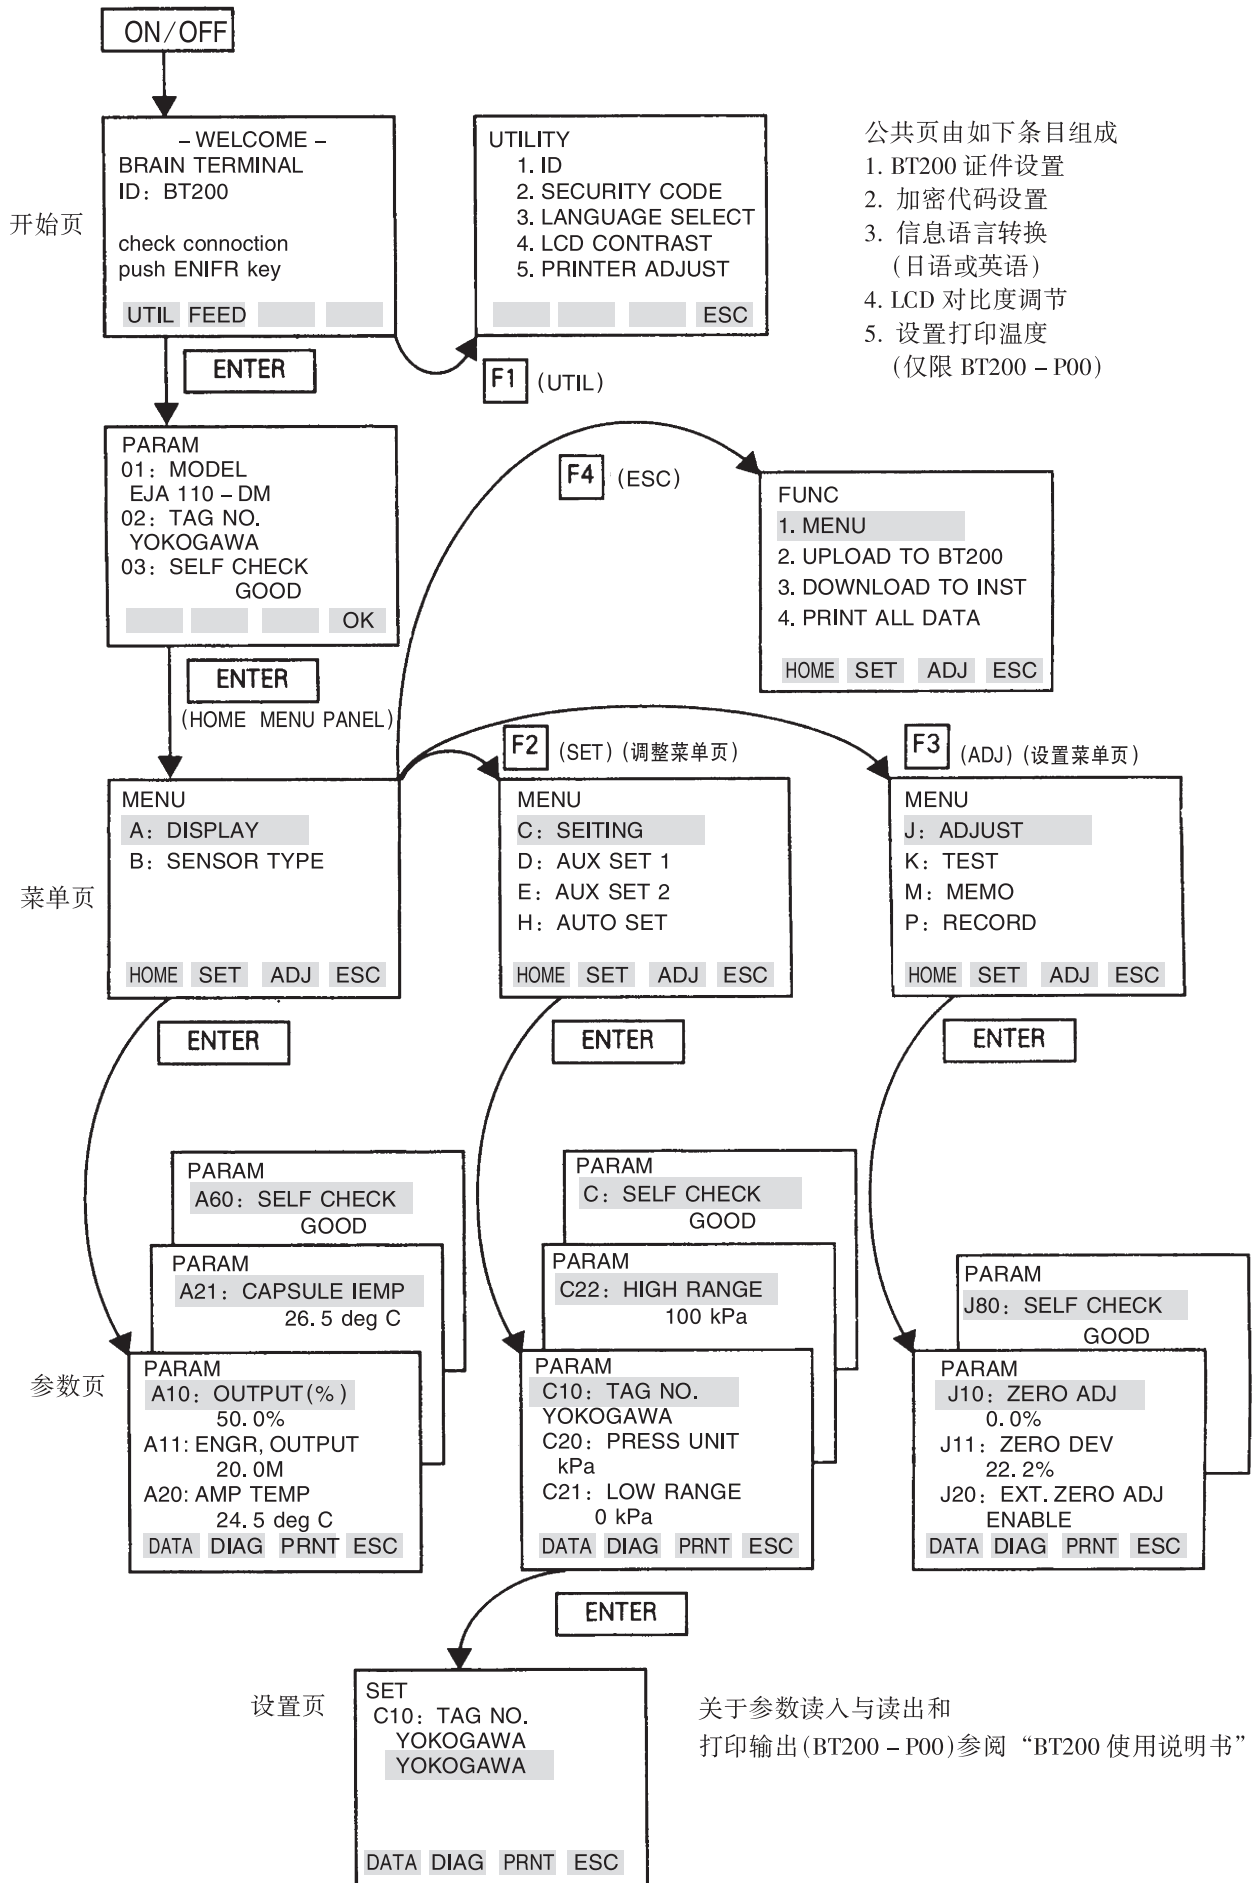 ON/OFF
– WELCOME –
BRAIN TERMINAL
ID: BT200
check connoction
push ENIFR key
UTIL FEED
开始页
UTILITY
1. ID
2. SECURITY CODE
3. LANGUAGE SELECT
4. LCD CONTRAST
5. PRINTER ADJUST
ESC
公共页由如下条目组成
1. BT200 证件设置
2. 加密代码设置
3. 信息语言转换
(日语或英语)
4. LCD 对比度调节
5. 设置打印温度
(仅限 BT200 – P00)
ENTER
F1 (UTIL)
PARAM
01: MODEL
EJA 110 – DM
02: TAG NO.
YOKOGAWA
03: SELF CHECK
GOOD
OK
F4 (ESC)
FUNC
1. MENU
2. UPLOAD TO BT200
3. DOWNLOAD TO INST
4. PRINT ALL DATA
HOME SET ADJ ESC
ENTER
(HOME MENU PANEL)
F2 (SET) (调整菜单页)
F3 (ADJ) (设置菜单页)
菜单页
MENU
A: DISPLAY
B: SENSOR TYPE
HOME SET ADJ ESC
MENU
C: SEITING
D: AUX SET 1
E: AUX SET 2
H: AUTO SET
HOME SET ADJ ESC
MENU
J: ADJUST
K: TEST
M: MEMO
P: RECORD
HOME SET ADJ ESC
ENTER
ENTER
ENTER
参数页
PARAM
A60: SELF CHECK
GOOD
PARAM
A21: CAPSULE IEMP
26.5 deg C
PARAM
A10: OUTPUT(%)
50.0%
A11: ENGR, OUTPUT
20.0M
A20: AMP TEMP
24.5 deg C
DATA DIAG PRNT ESC
PARAM
C: SELF CHECK
GOOD
PARAM
C22: HIGH RANGE
100 kPa
PARAM
C10: TAG NO.
YOKOGAWA
C20: PRESS UNIT
kPa
C21: LOW RANGE
0 kPa
DATA DIAG PRNT ESC
PARAM
J80: SELF CHECK
GOOD
PARAM
J10: ZERO ADJ
0.0%
J11: ZERO DEV
22.2%
J20: EXT. ZERO ADJ
ENABLE
DATA DIAG PRNT ESC
ENTER
设置页
SET
C10: TAG NO.
YOKOGAWA
YOKOGAWA
DATA DIAG PRNT ESC
关于参数读入与读出和
打印输出(BT200 – P00)参阅 “BT200 使用说明书”